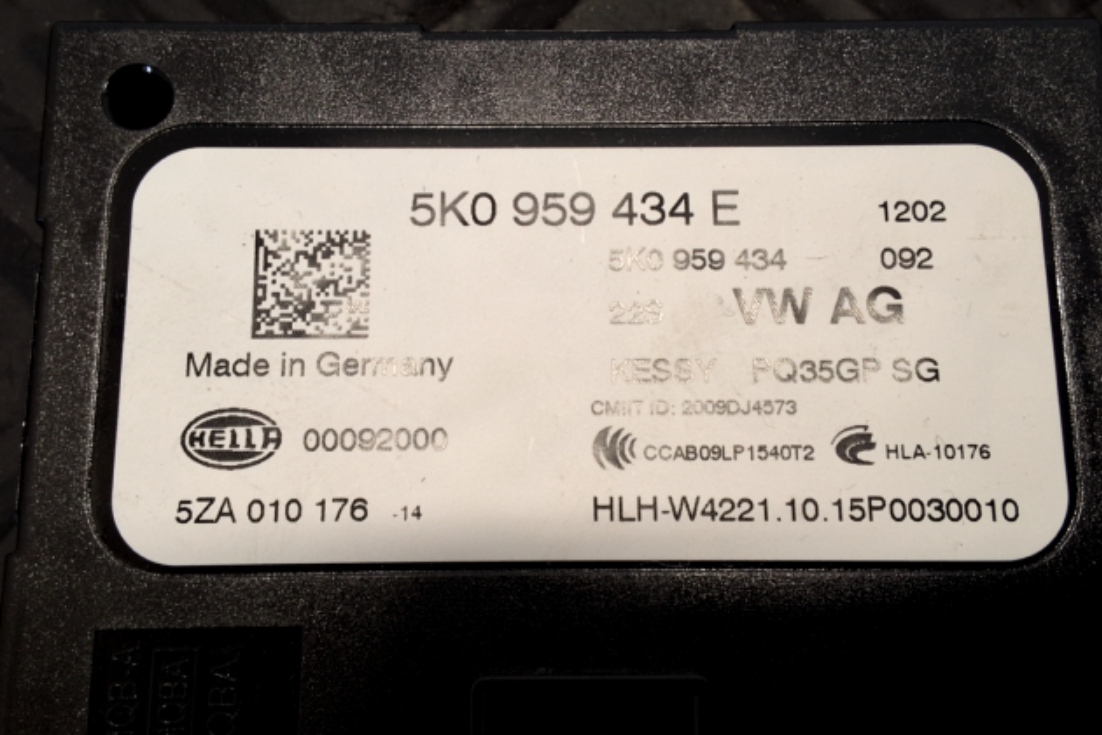 5K0 959 434 E 1202
5K0 959 434 092
223 VW AG
Made in Germany
KESSY PQ35GP SG
CMIIT ID: 2009DJ4573
HELLA 00092000
CCAB09LP1540T2 HLA-10176
5ZA 010 176 -14
HLH-W4221.10.15P0030010